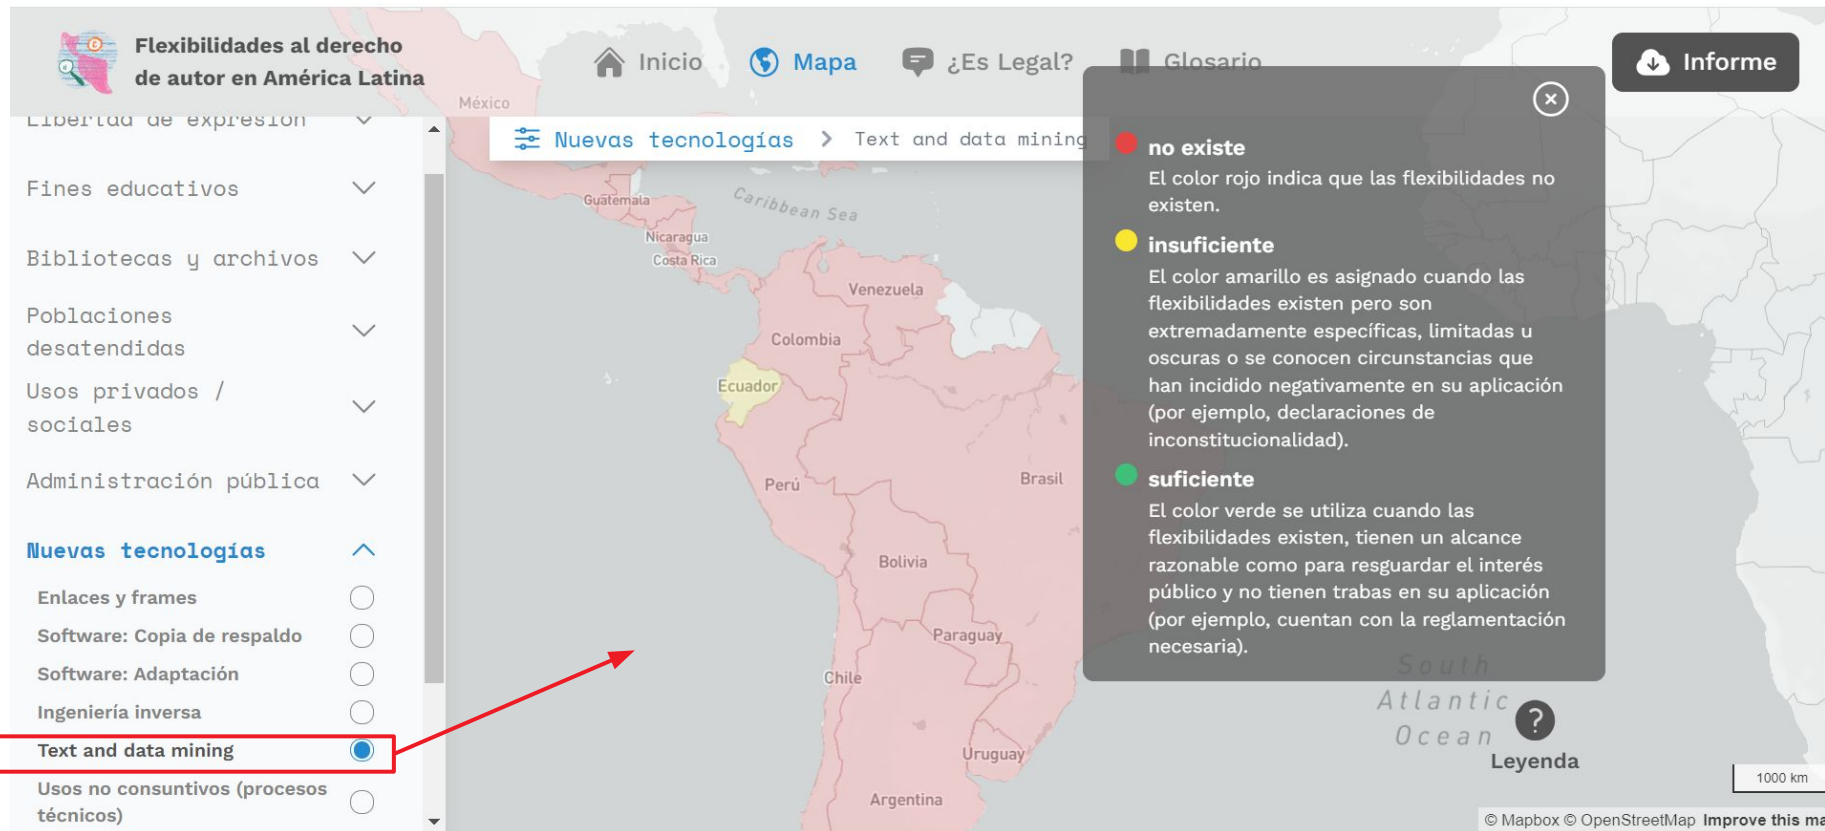 Flexibilidades al derecho
de autor en América Latina
Inicio
Mapa
¿Es Legal?
Glosario
Informe
Libertad de expresión
Fines educativos
Bibliotecas y archivos
Poblaciones
desatendidas
Usos privados /
sociales
Administración pública
Nuevas tecnologías
Enlaces y frames
Software: Copia de respaldo
Software: Adaptación
Ingeniería inversa
Text and data mining
Usos no consuntivos (procesos
técnicos)
Nuevas tecnologías > Text and data mining
México
Guatemala
Caribbean Sea
Nicaragua
Costa Rica
Venezuela
Colombia
Ecuador
Perú
Brasil
Bolivia
Paraguay
Chile
Uruguay
Argentina
no existe
El color rojo indica que las flexibilidades no
existen.
insuficiente
El color amarillo es asignado cuando las
flexibilidades existen pero son
extremadamente específicas, limitadas u
oscuras o se conocen circunstancias que
han incidido negativamente en su aplicación
(por ejemplo, declaraciones de
inconstitucionalidad).
suficiente
El color verde se utiliza cuando las
flexibilidades existen, tienen un alcance
razonable como para resguardar el interés
público y no tienen trabas en su aplicación
(por ejemplo, cuentan con la reglamentación
necesaria).
South
Atlantic
Ocean
?
Leyenda
1000 km
© Mapbox © OpenStreetMap Improve this ma